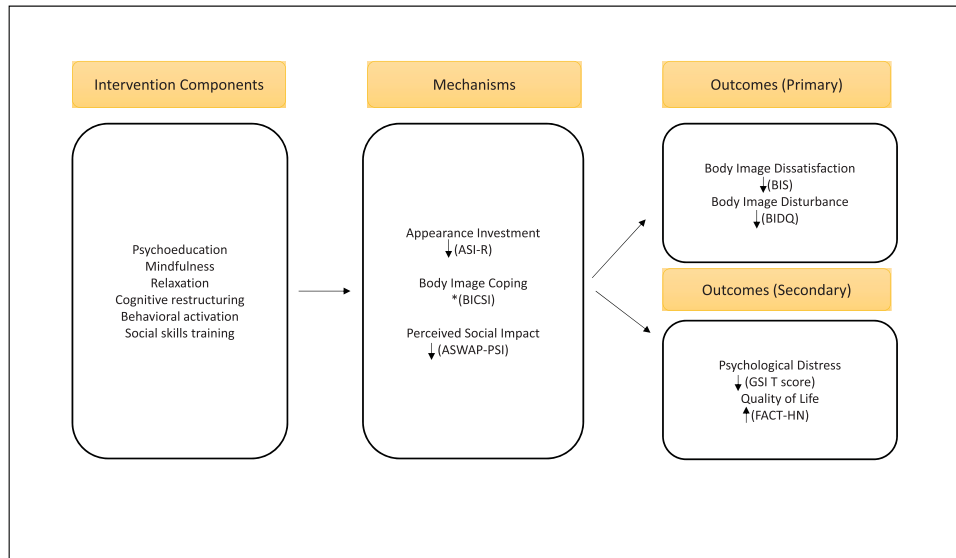 Intervention Components
Psychoeducation
Mindfulness
Relaxation
Cognitive restructuring
Behavioral activation
Social skills training
Mechanisms
Appearance Investment
↓(ASI-R)
Body Image Coping
*(BICSI)
Perceived Social Impact
↓(ASWAP-PSI)
Outcomes (Primary)
Body Image Dissatisfaction
↓(BIS)
Body Image Disturbance
↓(BIDQ)
Outcomes (Secondary)
Psychological Distress
↓(GSI T score)
Quality of Life
↑(FACT-HN)